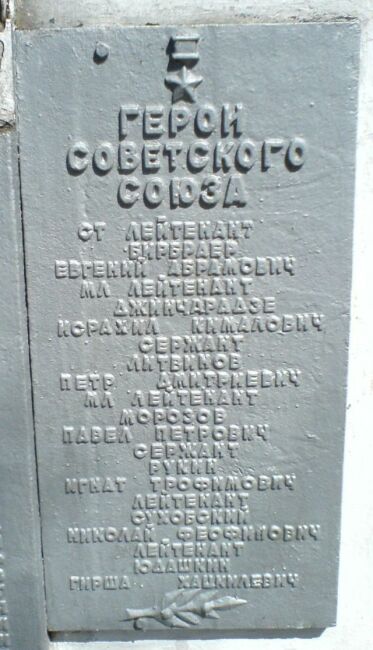 ГЕРОИ
СОВЕТСКОГО
СОЮЗА
СТ ЛЕЙТЕНАНТ
БИРБРАЕР
ЕВГЕНИЙ АБРАМОВИЧ
МЛ ЛЕЙТЕНАНТ
ДЖИНЧАРАДЗЕ
ИСРАХИЛ КИМАЛОВИЧ
СЕРЖАНТ
ЛИТВИНОВ
ПЕТР ДМИТРИЕВИЧ
МЛ ЛЕЙТЕНАНТ
МОРОЗОВ
ПАВЕЛ ПЕТРОВИЧ
СЕРЖАНТ
РУКИН
ИГНАТ ТРОФИМОВИЧ
ЛЕЙТЕНАНТ
СУХОВСКИЙ
НИКОЛАЙ ФЕОФИМОВИЧ
ЛЕЙТЕНАНТ
ЮДАШКИН
ГИРША ХАЦКИЛЕВИЧ